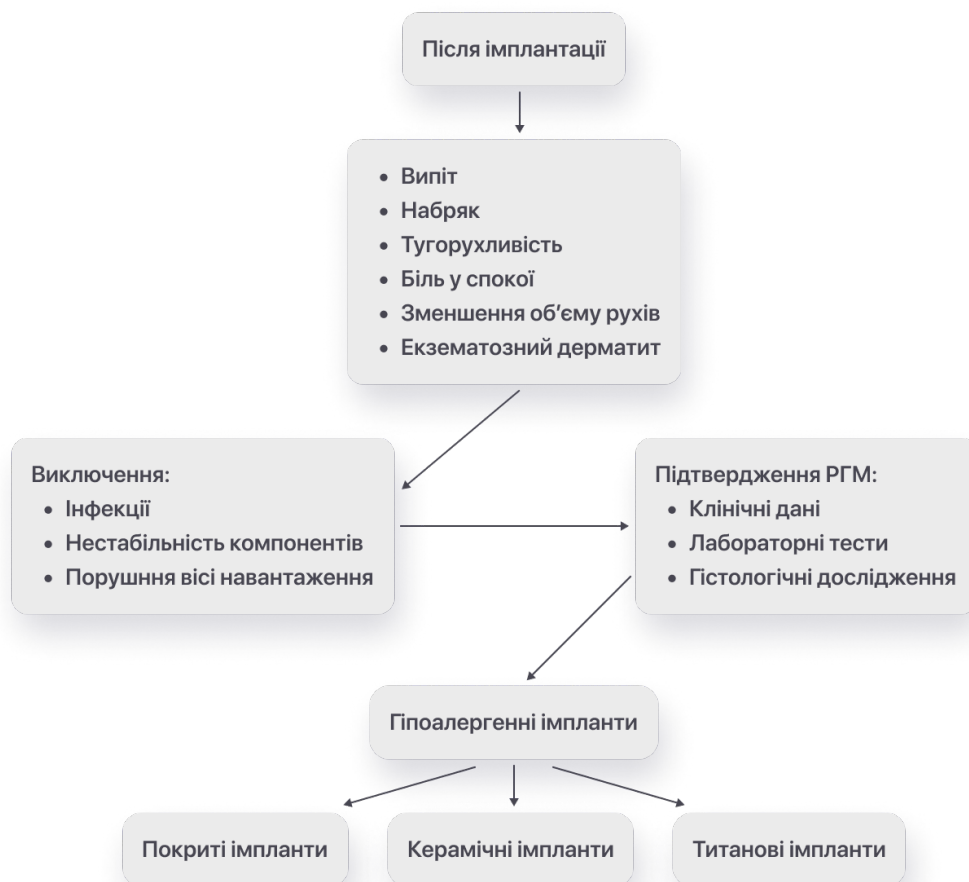 Після імплантації
• Випіт
• Набряк
• Тугорухливість
• Біль у спокої
• Зменшення об’єму рухів
• Екзематозний дерматит
Виключення:
• Інфекції
• Нестабільність компонентів
• Порушння вісі навантаження
Підтвердження РГМ:
• Клінічні дані
• Лабораторні тести
• Гістологічні дослідження
Гіпоалергенні імпланти
Покриті імпланти
Керамічні імпланти
Титанові імпланти